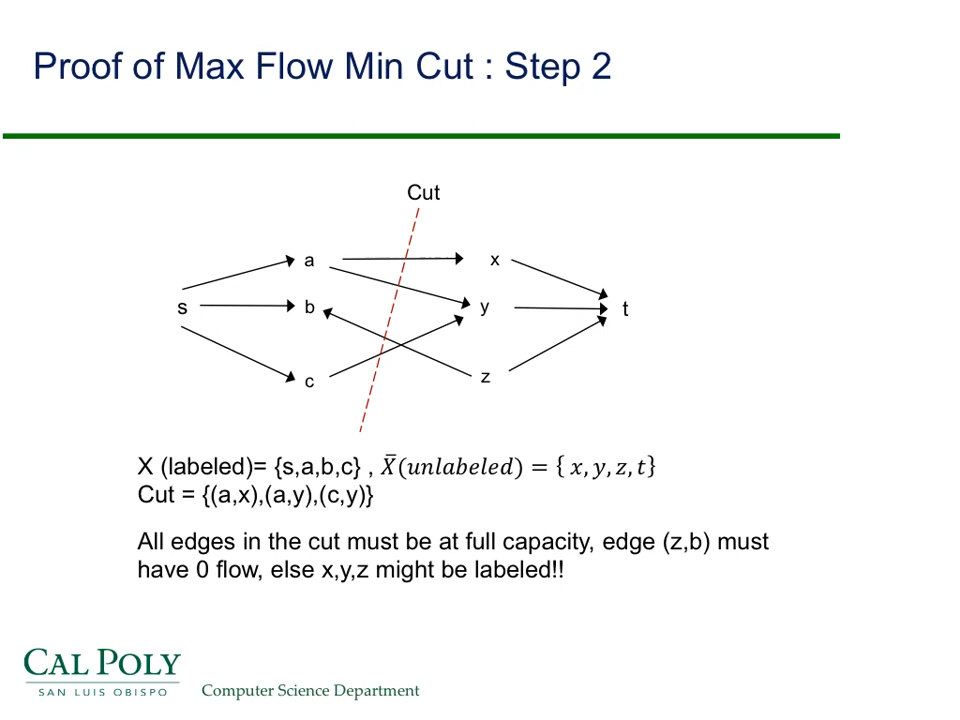 Proof of Max Flow Min Cut : Step 2
Cut
a
x
s
b
y
t
c
z
X (labeled)= {s,a,b,c} , X̄(unlabeled) = { x, y, z, t}
Cut = {(a,x),(a,y),(c,y)}
All edges in the cut must be at full capacity, edge (z,b) must
have 0 flow, else x,y,z might be labeled!!
CAL POLY
SAN LUIS OBISPO
Computer Science Department